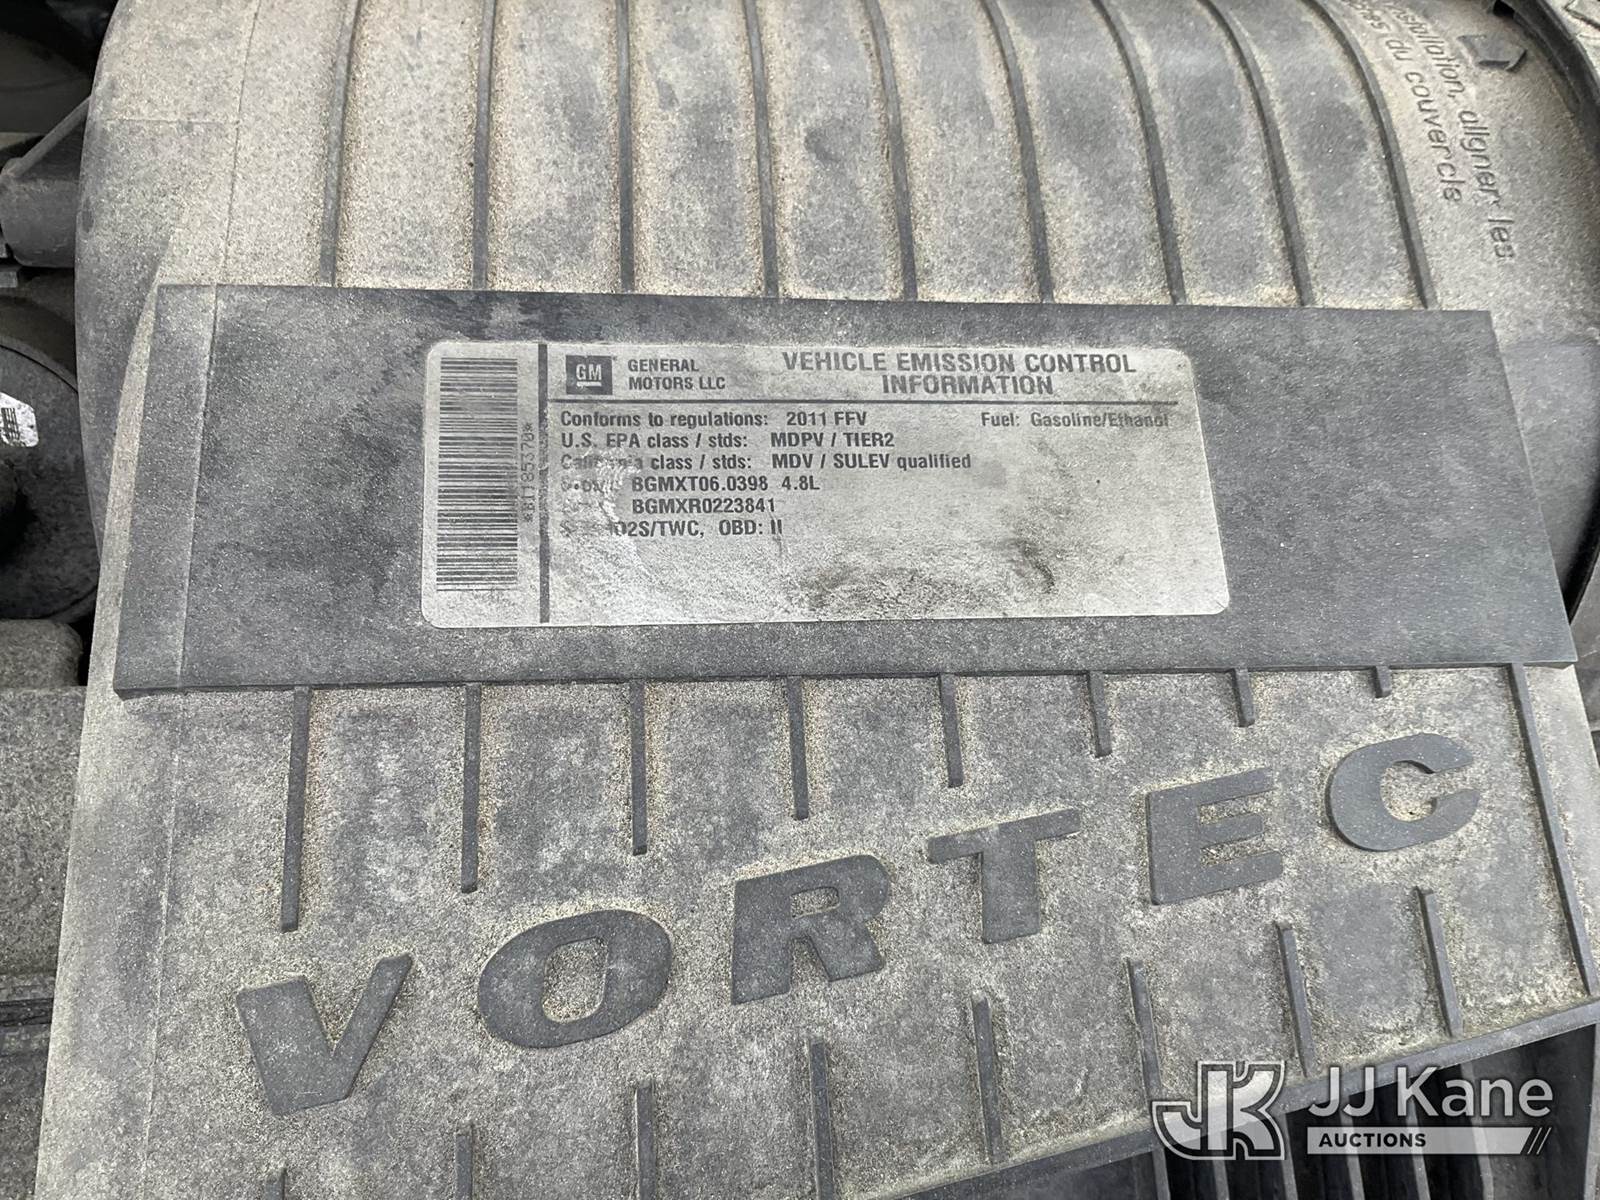 installation, aligner les
du couvercle
GM
GENERAL
MOTORS LLC
VEHICLE EMISSION CONTROL
INFORMATION
Conforms to regulations: 2011 FFV
Fuel: Gasoline/Ethanol
U.S. EPA class / stds: MDPV / TIER2
California class / stds: MDV / SULEV qualified
BGMXT06.0398 4.8L
BGMXR0223841
HO2S/TWC, OBD: II
VORTEC
JK
JJ Kane
AUCTIONS